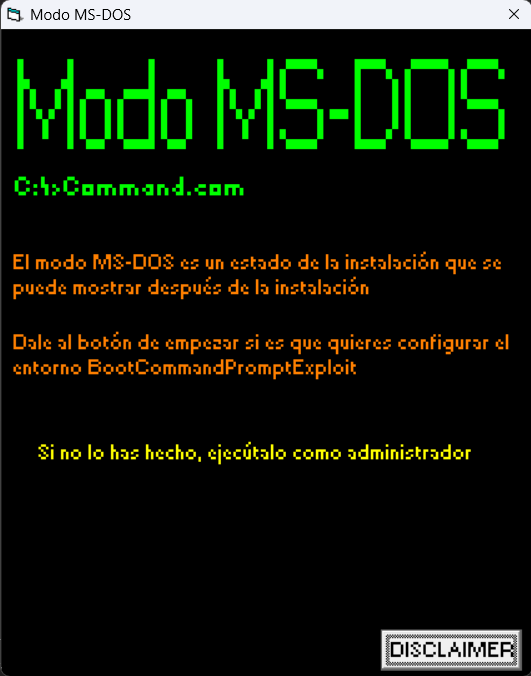 Modo MS-DOS
Modo MS-DOS
C:\>Command.com
El modo MS-DOS es un estado de la instalación que se
puede mostrar después de la instalación
Dale al botón de empezar si es que quieres configurar el
entorno BootCommandPromptExploit
Si no lo has hecho, ejecútalo como administrador
DISCLAIMER